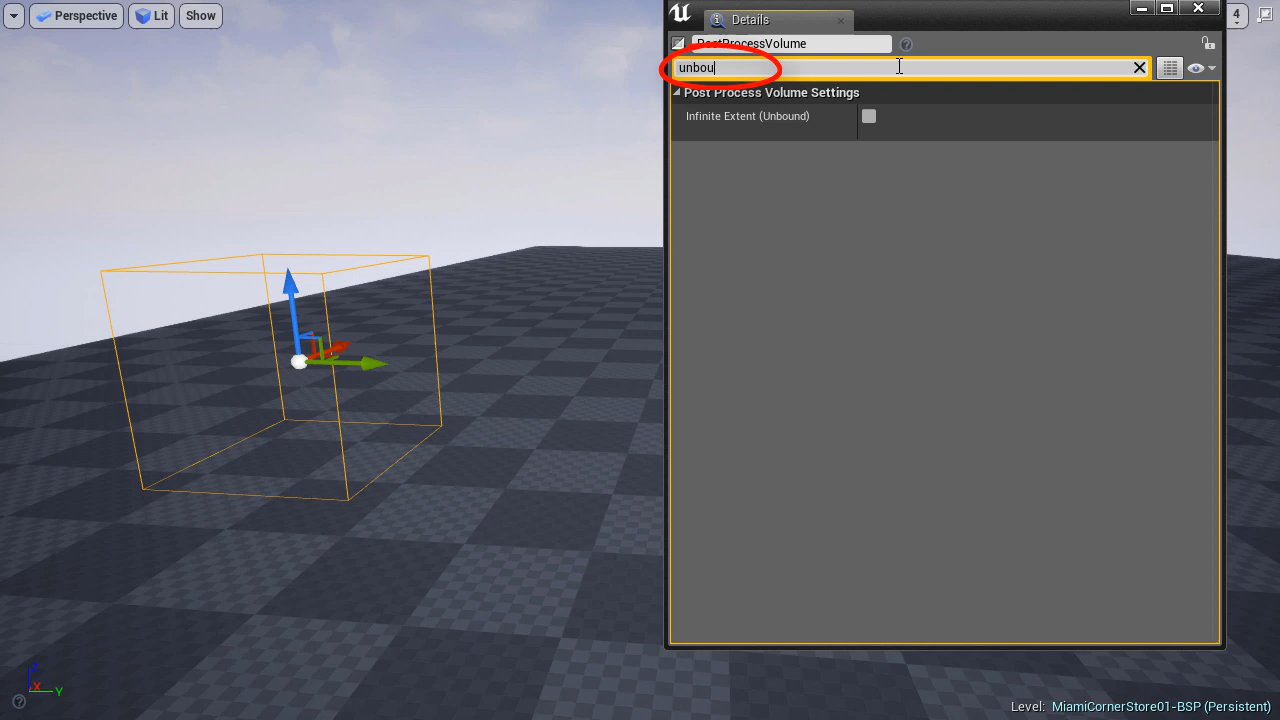 Perspective
Lit
Show
Details
4
PostProcessVolume
unbou
Post Process Volume Settings
Infinite Extent (Unbound)
Z
X
Y
Level: MiamiCornerStore01-BSP (Persistent)